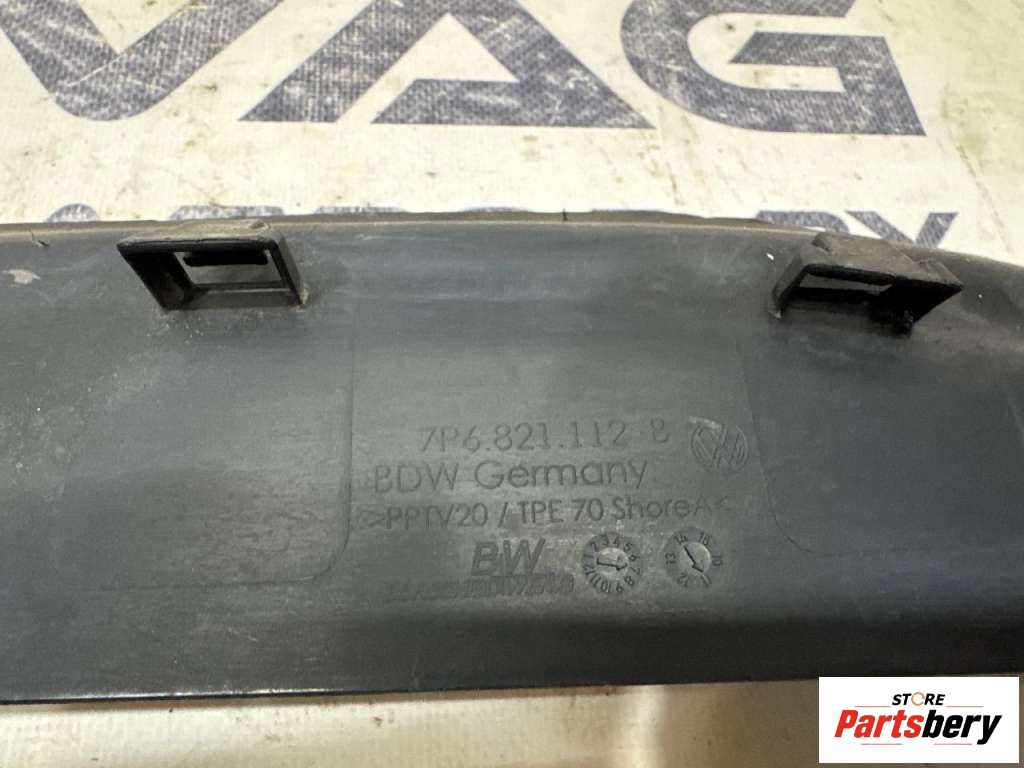 VAG
7P6.821.112 B
BDW Germany
>PPTV20 / TPE 70 ShoreA<
BW
STORE
Partsbery